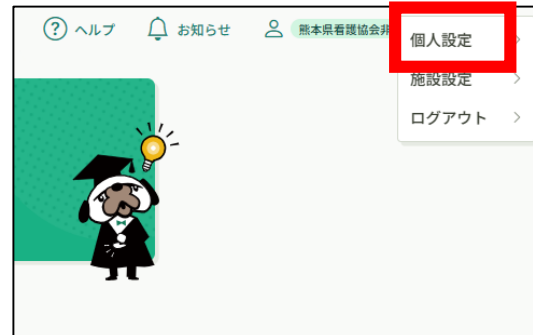 ヘルプ
お知らせ
熊本県看護協会非
個人設定
施設設定
ログアウト